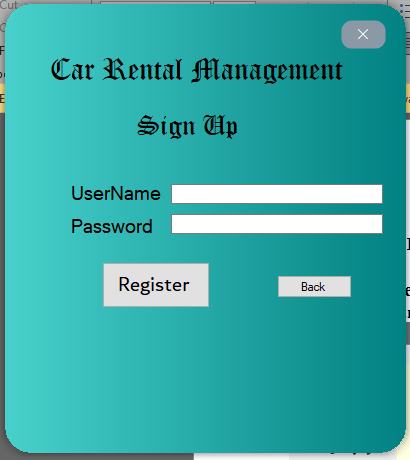 Car Rental Management
Sign Up
UserName
Password
Register
Back